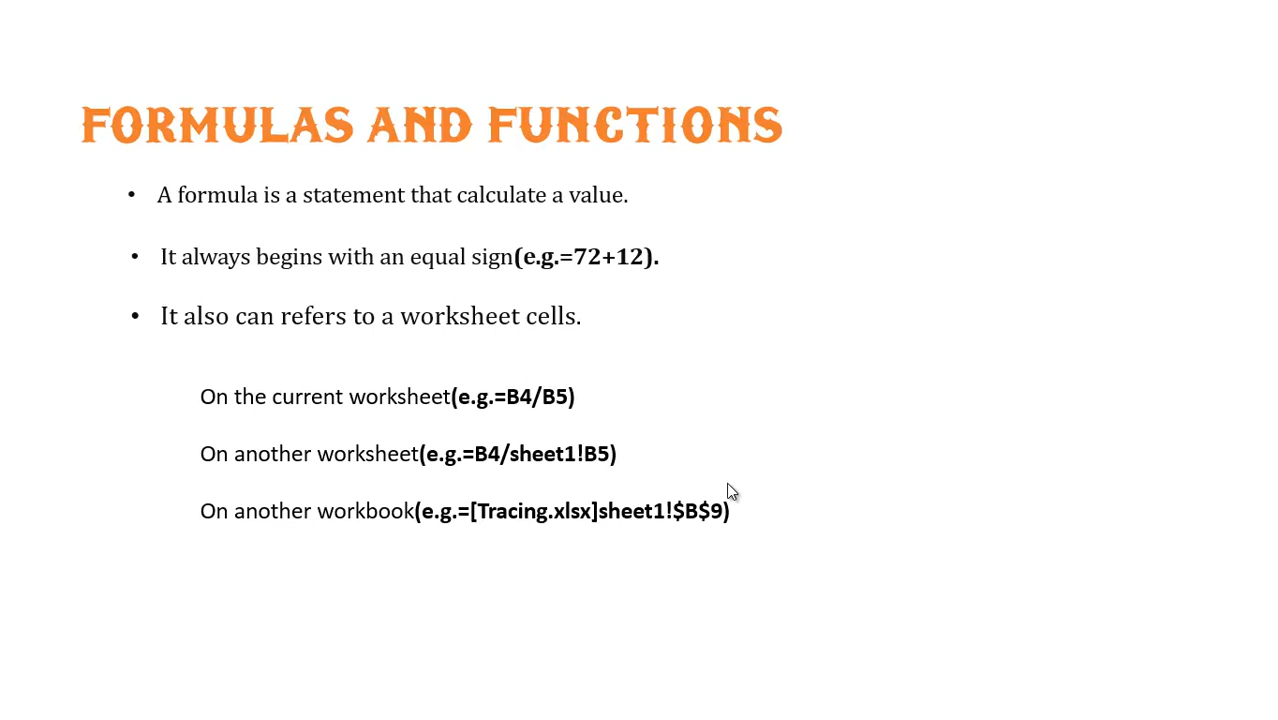 FORMULAS AND FUNCTIONS
• A formula is a statement that calculate a value.
• It always begins with an equal sign(e.g.=72+12).
• It also can refers to a worksheet cells.
On the current worksheet(e.g.=B4/B5)
On another worksheet(e.g.=B4/sheet1!B5)
On another workbook(e.g.=[Tracing.xlsx]sheet1!$B$9)